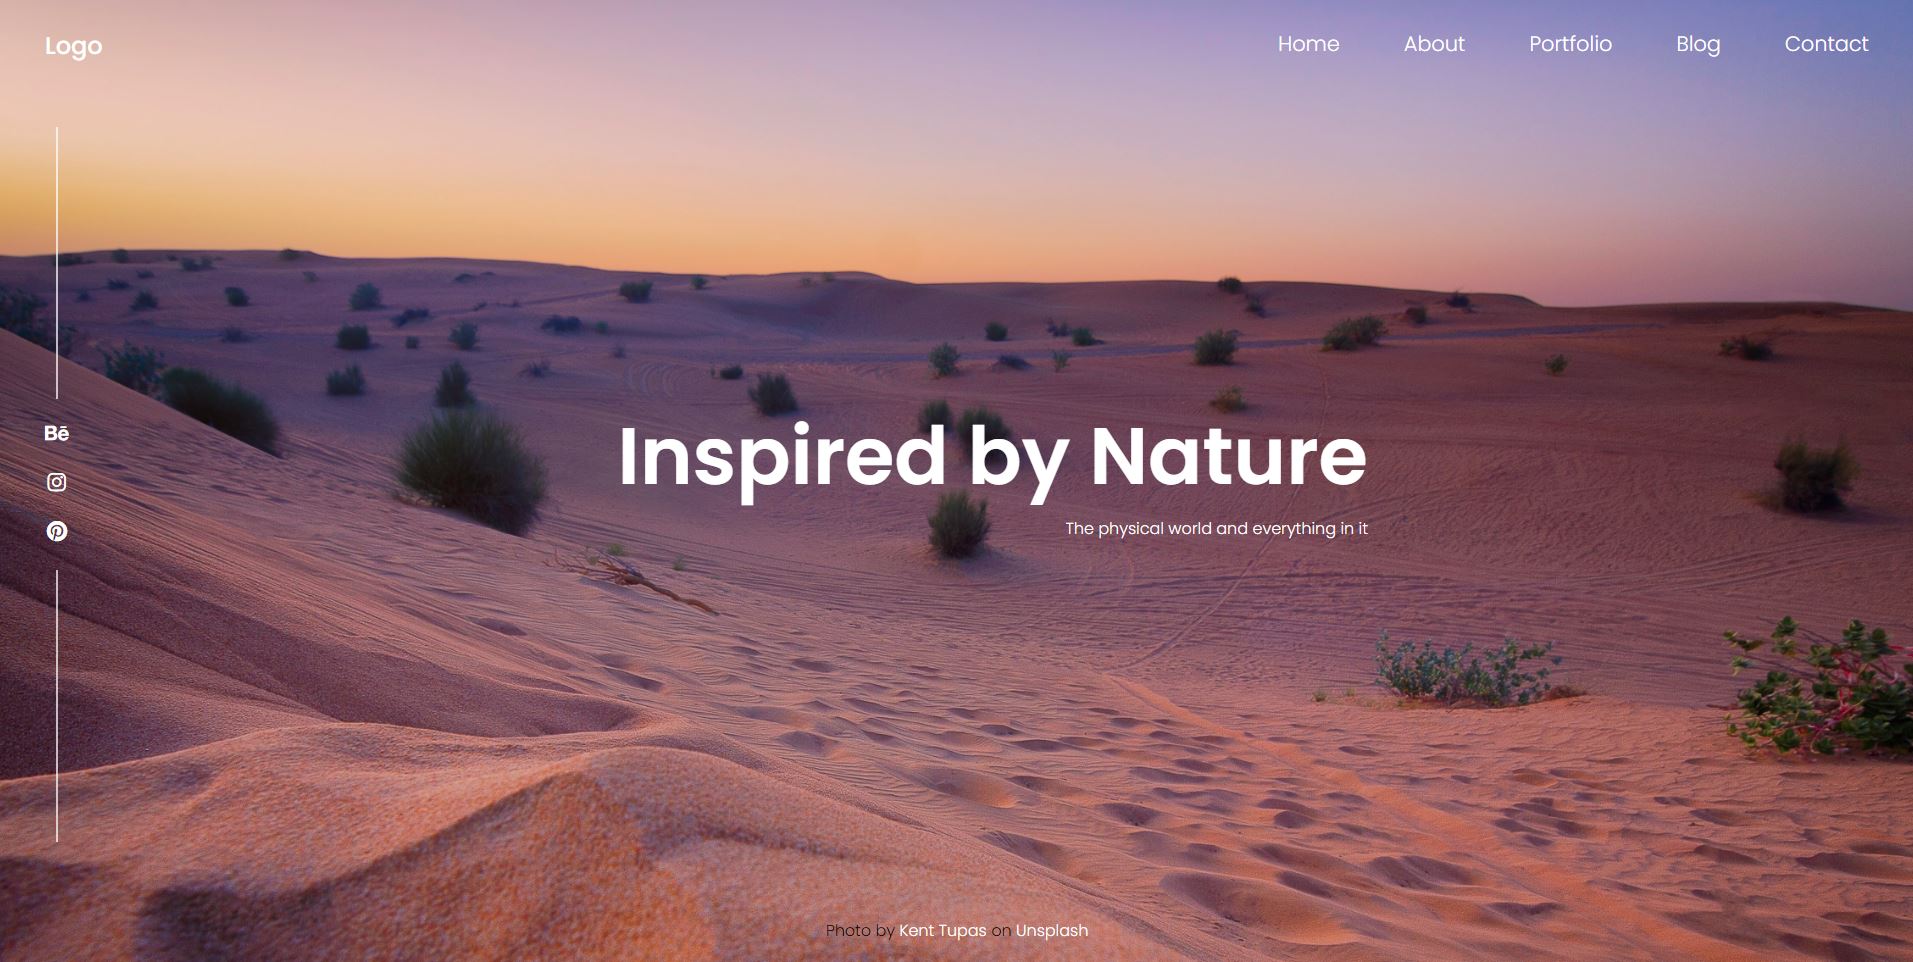 Logo
Home About Portfolio Blog Contact
Bē
Inspired by Nature
The physical world and everything in it
Photo by Kent Tupas on Unsplash